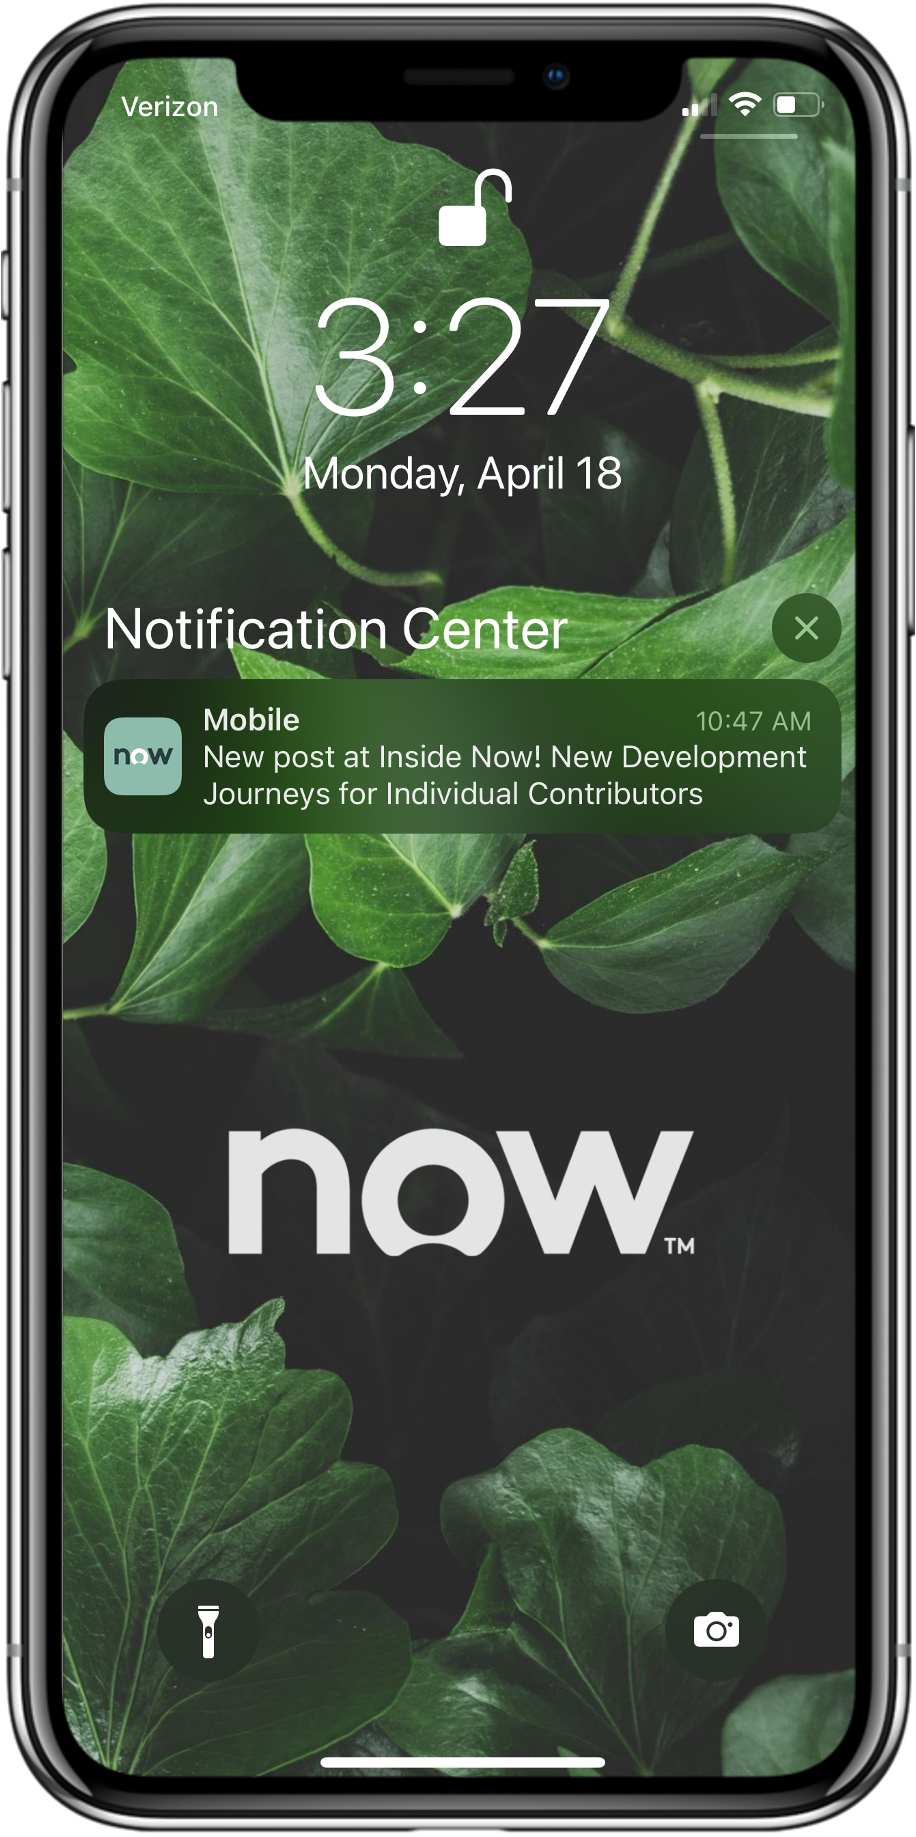 Verizon
3:27
Monday, April 18
Notification Center
Mobile
10:47 AM
now
New post at Inside Now! New Development
Journeys for Individual Contributors
now™